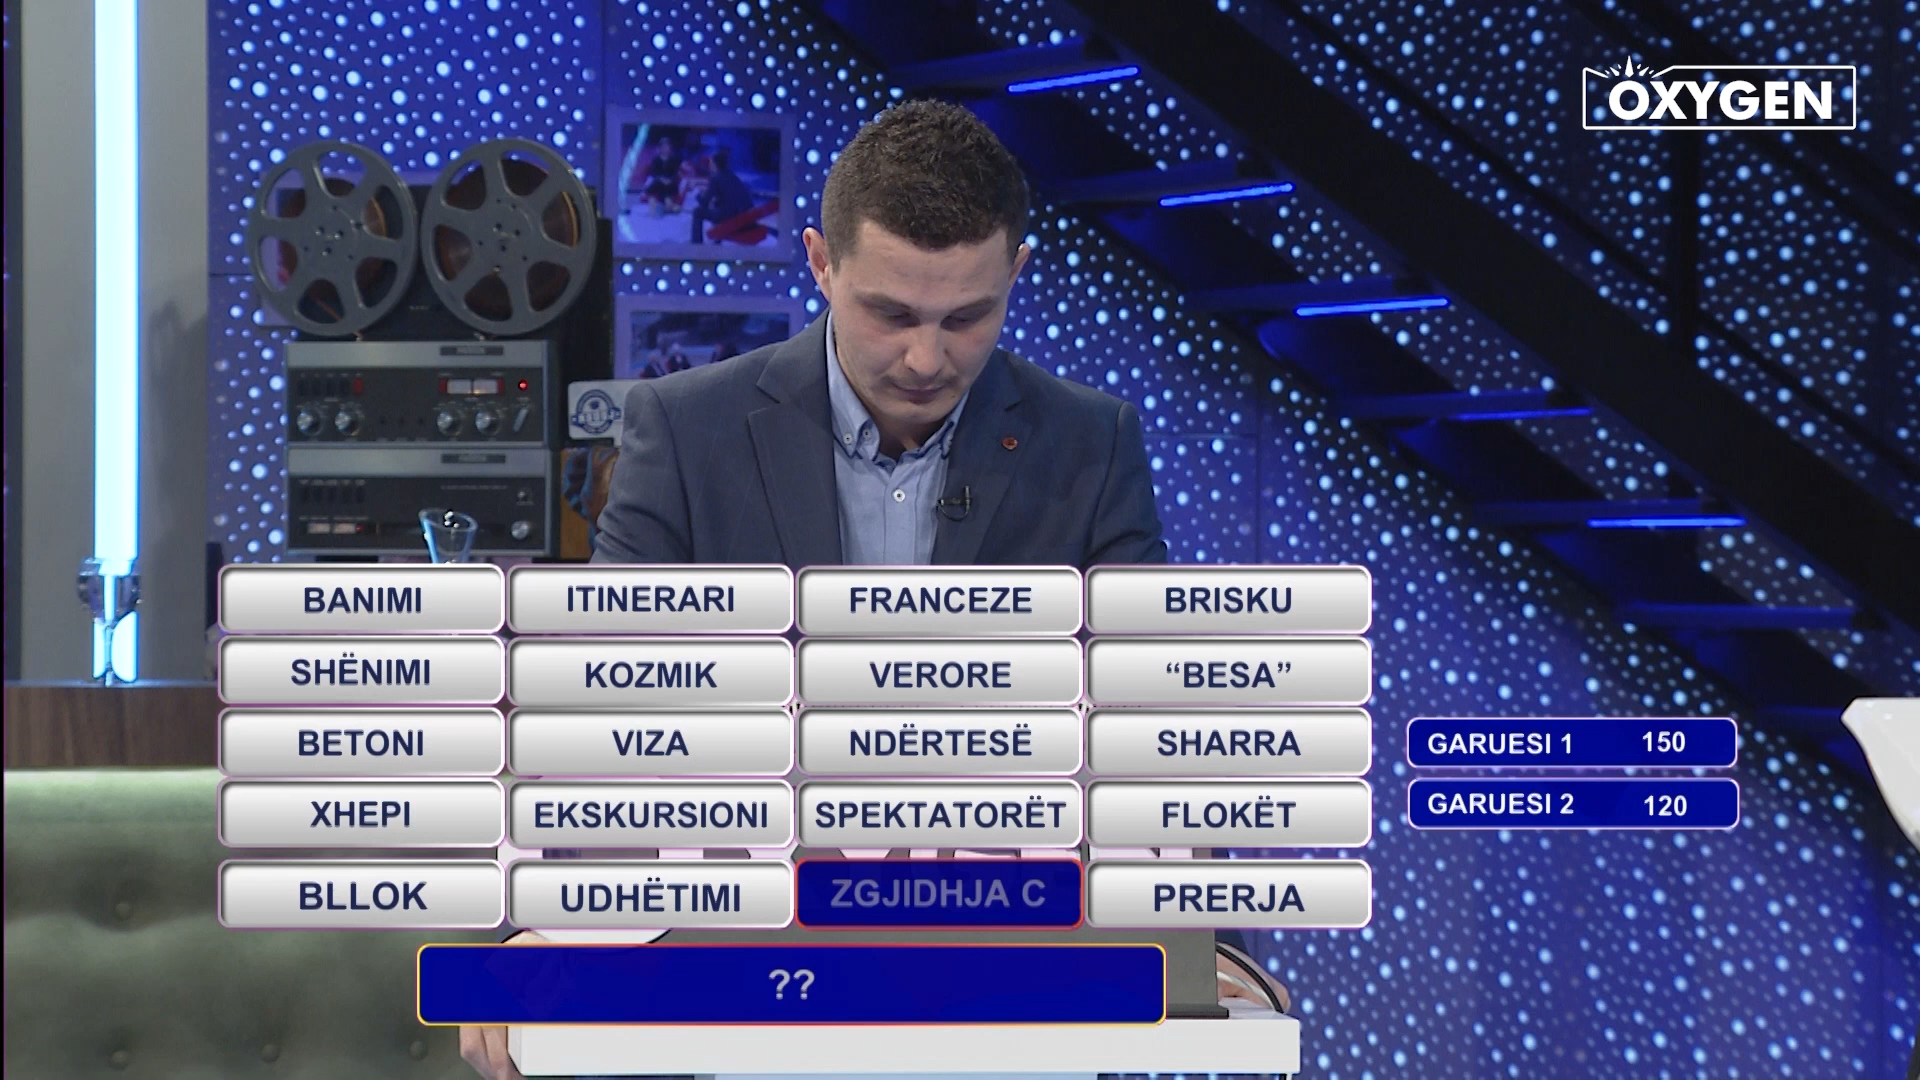 OXYGEN
BANIMI ITINERARI FRANCEZE BRISKU
SHËNIMI KOZMIK VERORE “BESA”
BETONI VIZA NDËRTESË SHARRA
GARUESI 1 150
XHEPI EKSKURSIONI SPEKTATORËT FLOKËT
GARUESI 2 120
BLLOK UDHËTIMI ZGJIDHJA C PRERJA
??